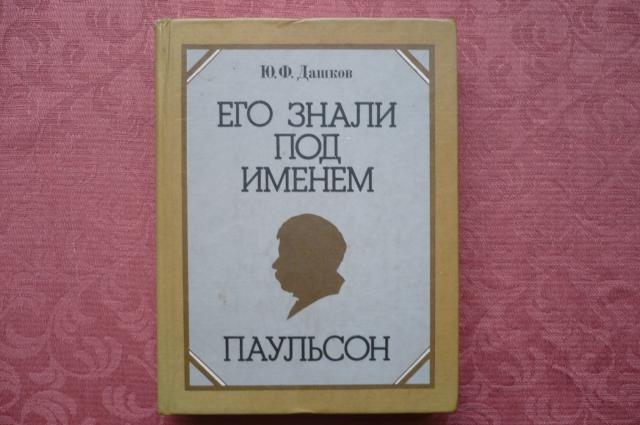 Ю.Ф. Дашков
ЕГО ЗНАЛИ
ПОД
ИМЕНЕМ
ПАУЛЬСОН